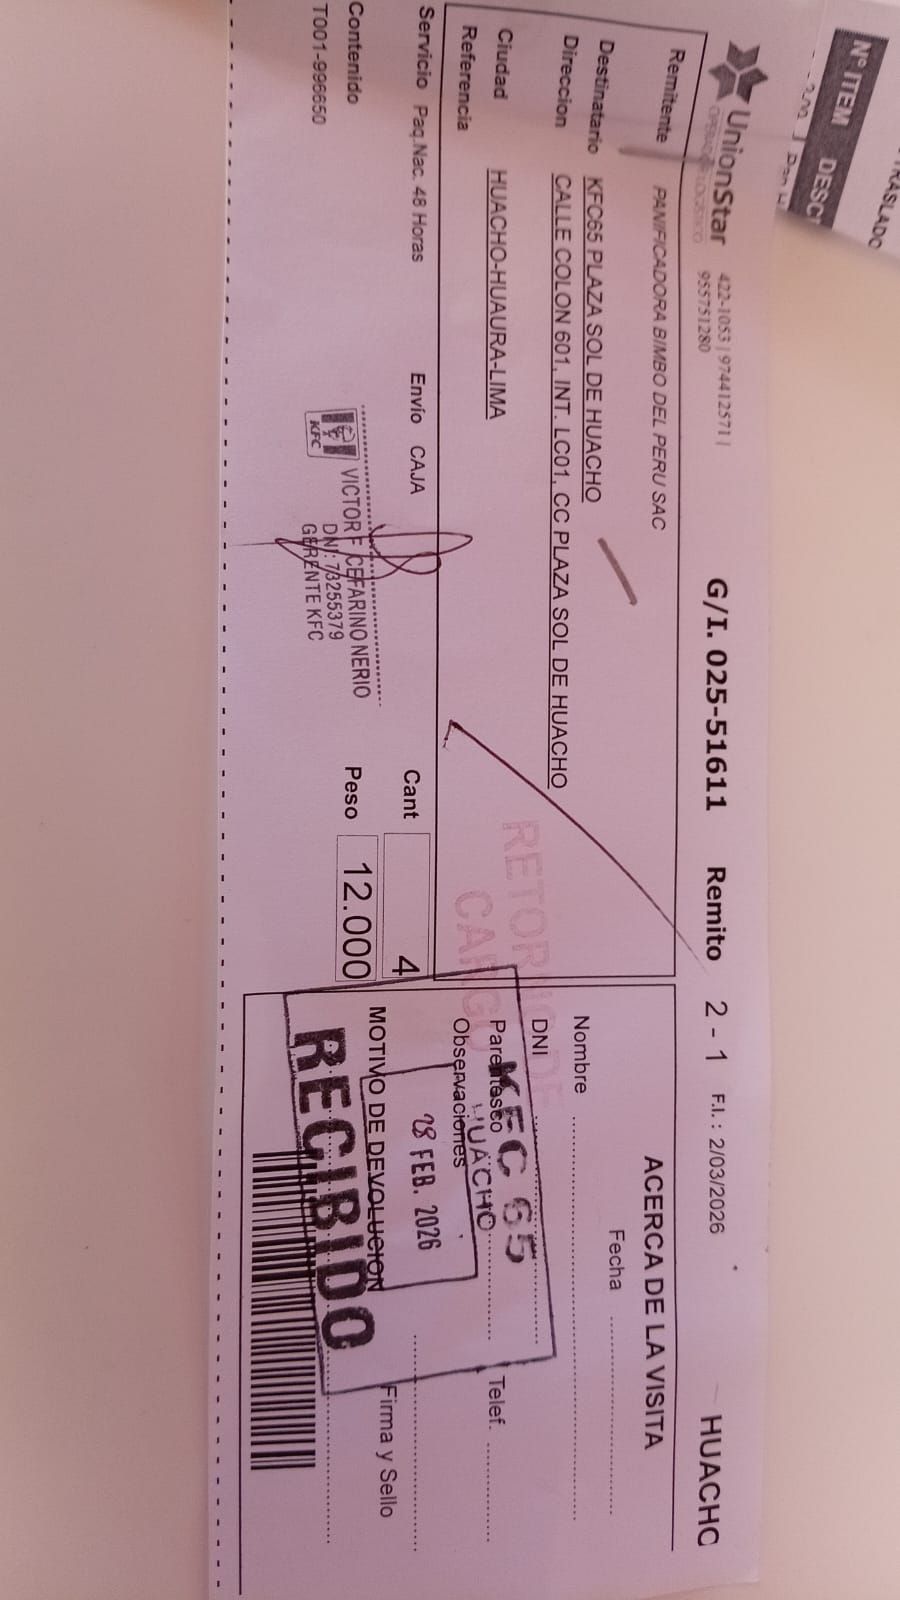 Nº ITEM DESC
TRASLADO
UnionStar
422-1053 | 974412571 |
955751280
G/I. 025-51611 Remito 2 - 1 F.I. : 2/03/2026 HUACHO
Remitente PANIFICADORA BIMBO DEL PERU SAC
Destinatario KFC65 PLAZA SOL DE HUACHO
Direccion CALLE COLON 601, INT. LC01, CC PLAZA SOL DE HUACHO
Ciudad HUACHO-HUAURA-LIMA
Referencia
RETORNO DE
CARGO
Servicio Paq.Nac. 48 Horas Envío CAJA Cant 4
Contenido Peso 12.000
T001-996650
KFC
VICTOR F CEFARINO NERIO
DNI: 73255379
GERENTE KFC
ACERCA DE LA VISITA
Fecha
Nombre
DNI
Parentesco Telef.
Observaciones
MOTIVO DE DEVOLUCION
Firma y Sello
KFC 65
HUACHO
28 FEB. 2026
RECIBIDO